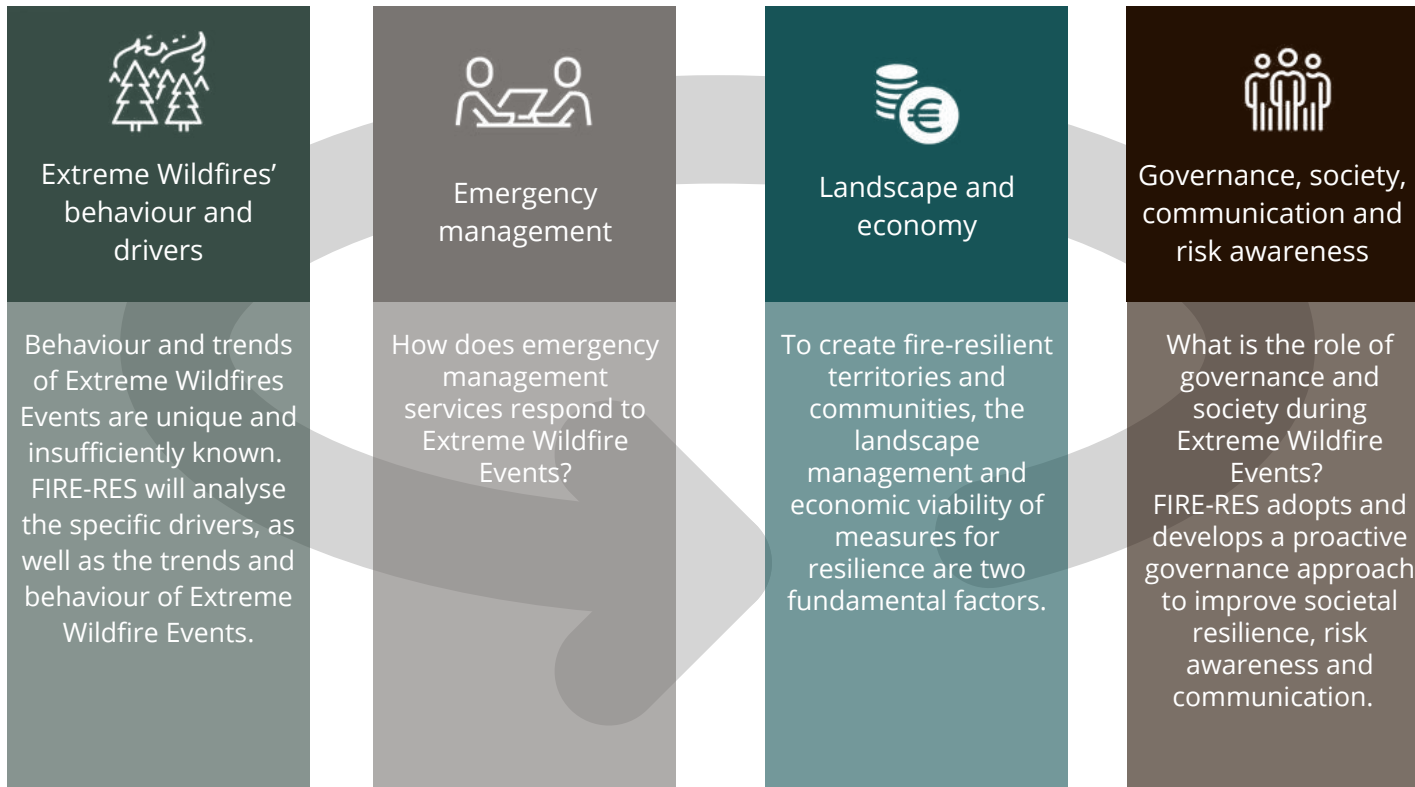 Extreme Wildfires’
behaviour and
drivers
Behaviour and trends
of Extreme Wildfires
Events are unique and
insufficiently known.
FIRE-RES will analyse
the specific drivers, as
well as the trends and
behaviour of Extreme
Wildfire Events.
Emergency
management
How does emergency
management
services respond to
Extreme Wildfire
Events?
Landscape and
economy
To create fire-resilient
territories and
communities, the
landscape
management and
economic viability of
measures for
resilience are two
fundamental factors.
Governance, society,
communication and
risk awareness
What is the role of
governance and
society during
Extreme Wildfire
Events?
FIRE-RES adopts and
develops a proactive
governance approach
to improve societal
resilience, risk
awareness and
communication.